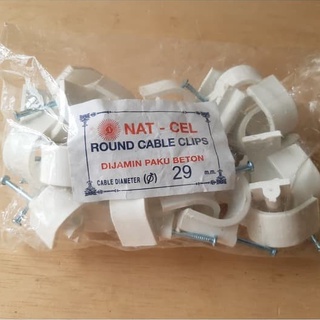 NAT - CEL
ROUND CABLE CLIPS
DIJAMIN PAKU BETON
CABLE DIAMETER (Ø) 29 m.m.